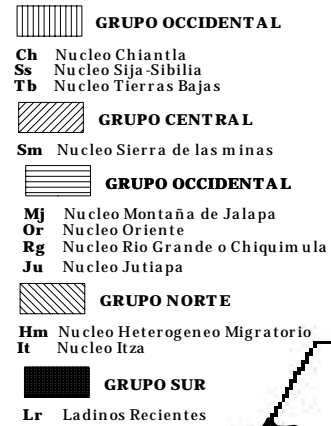 GRUPO OCCIDENTAL
Ch Nucleo Chiantla
Ss Nucleo Sija-Sibilia
Tb Nucleo Tierras Bajas
GRUPO CENTRAL
Sm Nucleo Sierra de las minas
GRUPO OCCIDENTAL
Mj Nucleo Montaña de Jalapa
Or Nucleo Oriente
Rg Nucleo Rio Grande o Chiquimula
Ju Nucleo Jutiapa
GRUPO NORTE
Hm Nucleo Heterogeneo Migratorio
It Nucleo Itza
GRUPO SUR
Lr Ladinos Recientes